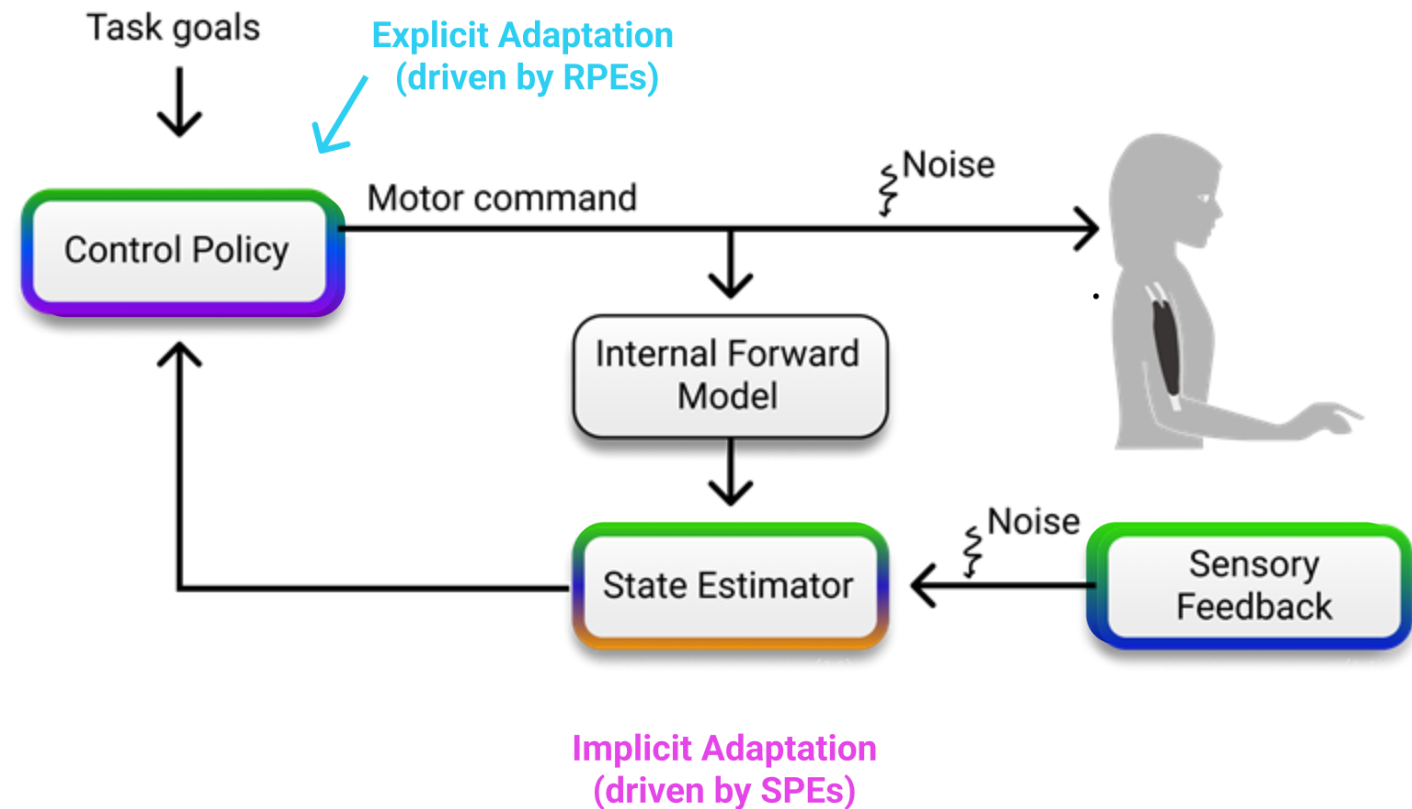 Task goals
Explicit Adaptation
(driven by RPEs)
Noise
Motor command
Control Policy
Internal Forward
Model
Noise
State Estimator
Sensory
Feedback
Implicit Adaptation
(driven by SPEs)